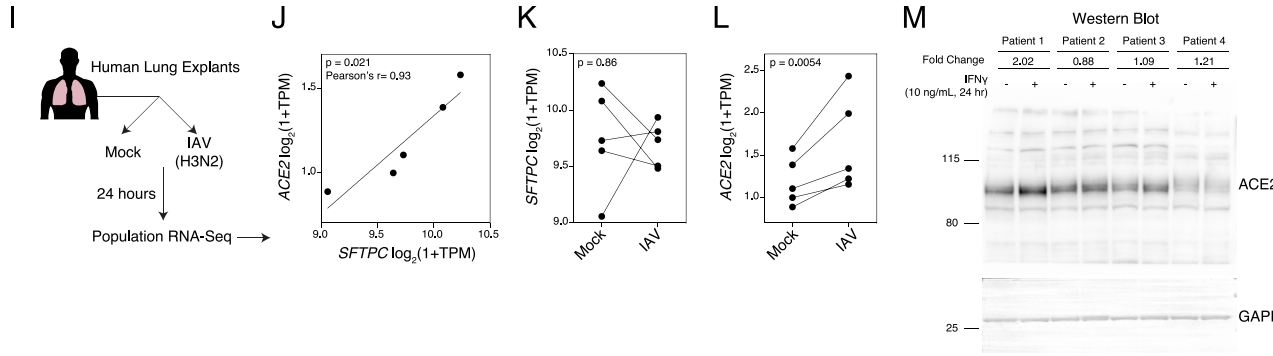 I
Human Lung Explants
Mock
IAV
(H3N2)
24 hours
Population RNA-Seq
J
p = 0.021
Pearson's r= 0.93
ACE2 log2(1+TPM)
1.5
1.0
9.0 9.5 10.0 10.5
SFTPC log2(1+TPM)
K
p = 0.86
SFTPC log2(1+TPM)
10.5
10.0
9.5
9.0
Mock IAV
L
p = 0.0054
ACE2 log2(1+TPM)
2.5
2.0
1.5
1.0
Mock IAV
M
Western Blot
Patient 1 Patient 2 Patient 3 Patient 4
Fold Change 2.02 0.88 1.09 1.21
IFNγ
(10 ng/mL, 24 hr) - + - + - + - +
115
ACE2
80
GAPI
25